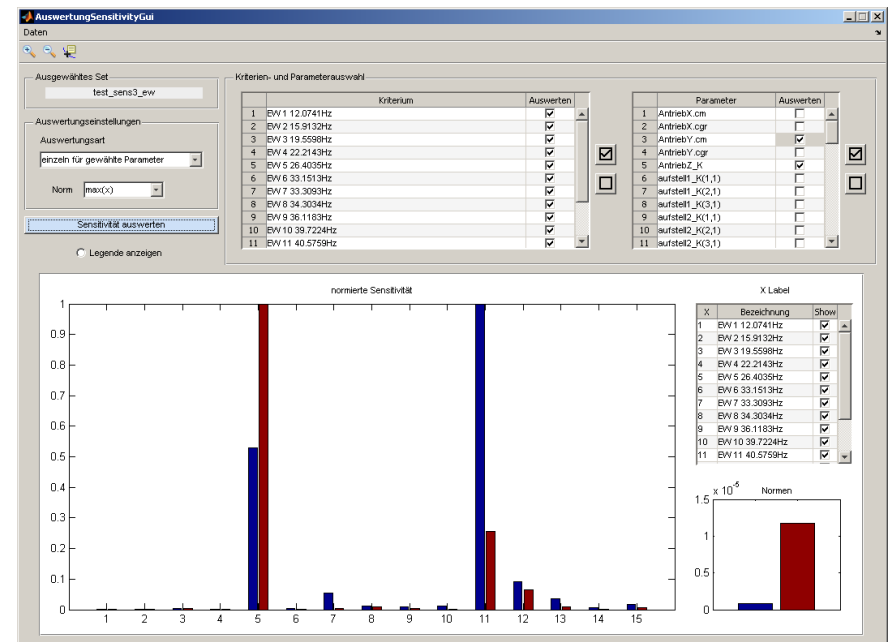 AuswertungSensitivityGui
Daten
Ausgewähltes Set
test_sens3_ew
Auswertungseinstellungen
Auswertungsart
einzeln für gewählte Parameter
Norm max(x)
Sensitivität auswerten
Legende anzeigen
Kriterien- und Parameterauswahl
Kriterium Auswerten
1 EW 1 12.0741Hz
2 EW 2 15.9132Hz
3 EW 3 19.5598Hz
4 EW 4 22.2143Hz
5 EW 5 26.4035Hz
6 EW 6 33.1513Hz
7 EW 7 33.3093Hz
8 EW 8 34.3034Hz
9 EW 9 36.1183Hz
10 EW 10 39.7224Hz
11 EW 11 40.5759Hz
Parameter Auswerten
1 AntriebX.cm
2 AntriebX.cgr
3 AntriebY.cm
4 AntriebY.cgr
5 AntriebZ_K
6 aufstell1_K(1,1)
7 aufstell1_K(2,1)
8 aufstell1_K(3,1)
9 aufstell2_K(1,1)
10 aufstell2_K(2,1)
11 aufstell2_K(3,1)
normierte Sensitivität
1
0.9
0.8
0.7
0.6
0.5
0.4
0.3
0.2
0.1
0
1 2 3 4 5 6 7 8 9 10 11 12 13 14 15
X Label
X Bezeichnung Show
1 EW 1 12.0741Hz
2 EW 2 15.9132Hz
3 EW 3 19.5598Hz
4 EW 4 22.2143Hz
5 EW 5 26.4035Hz
6 EW 6 33.1513Hz
7 EW 7 33.3093Hz
8 EW 8 34.3034Hz
9 EW 9 36.1183Hz
10 EW 10 39.7224Hz
11 EW 11 40.5759Hz
x 10^-5 Normen
1.5
1
0.5
0